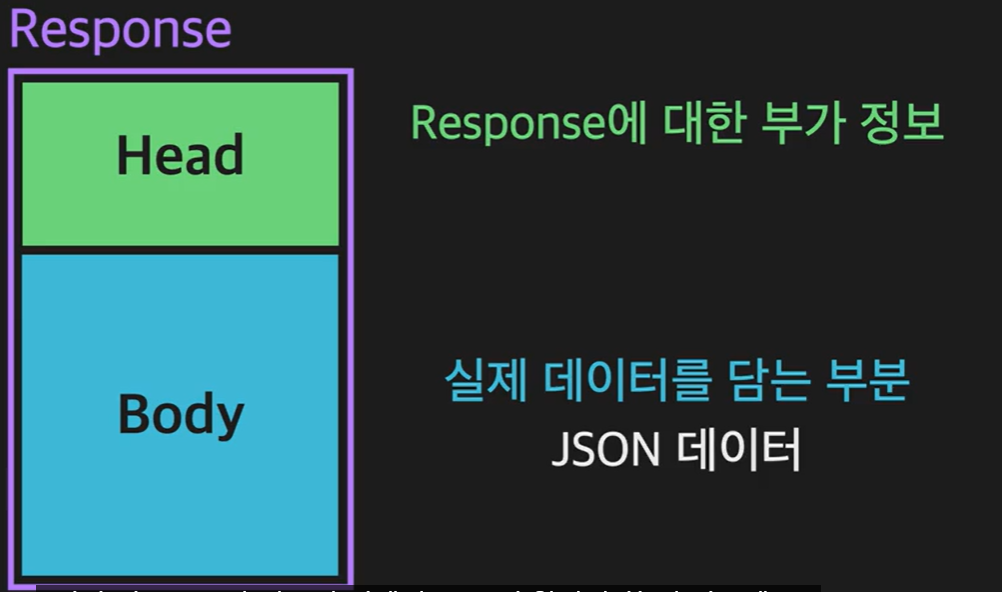 Response
Head
Response에 대한 부가 정보
Body
실제 데이터를 담는 부분
JSON 데이터